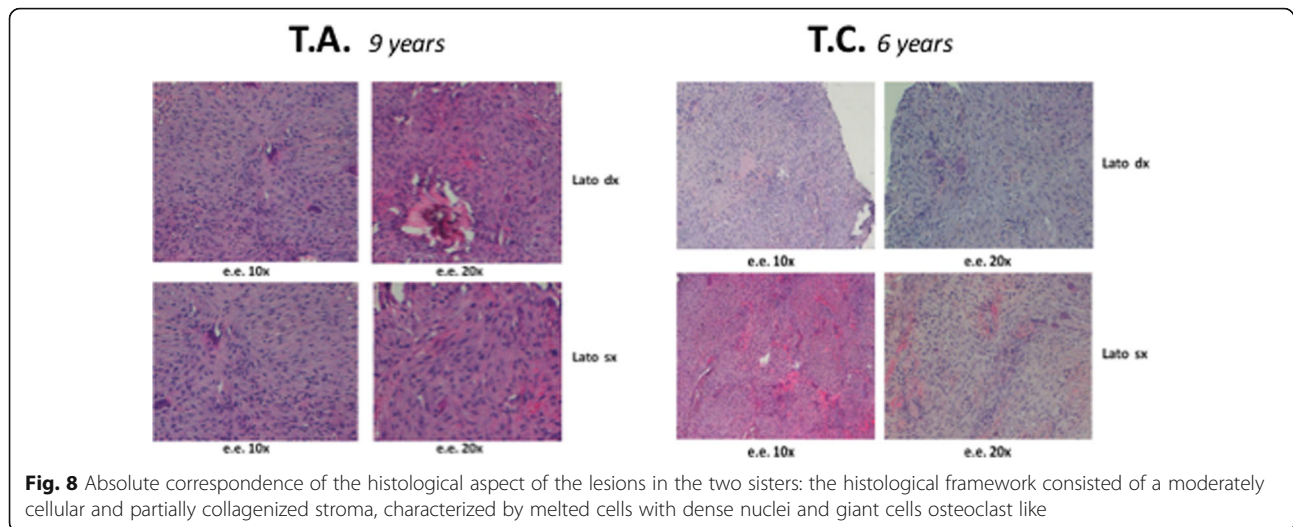 T.A. 9 years
T.C. 6 years
Lato dx
Lato dx
e.e. 10x
e.e. 20x
e.e. 10x
e.e. 20x
Lato sx
Lato sx
e.e. 10x
e.e. 20x
e.e. 10x
e.e. 20x
Fig. 8 Absolute correspondence of the histological aspect of the lesions in the two sisters: the histological framework consisted of a moderately
cellular and partially collagenized stroma, characterized by melted cells with dense nuclei and giant cells osteoclast like